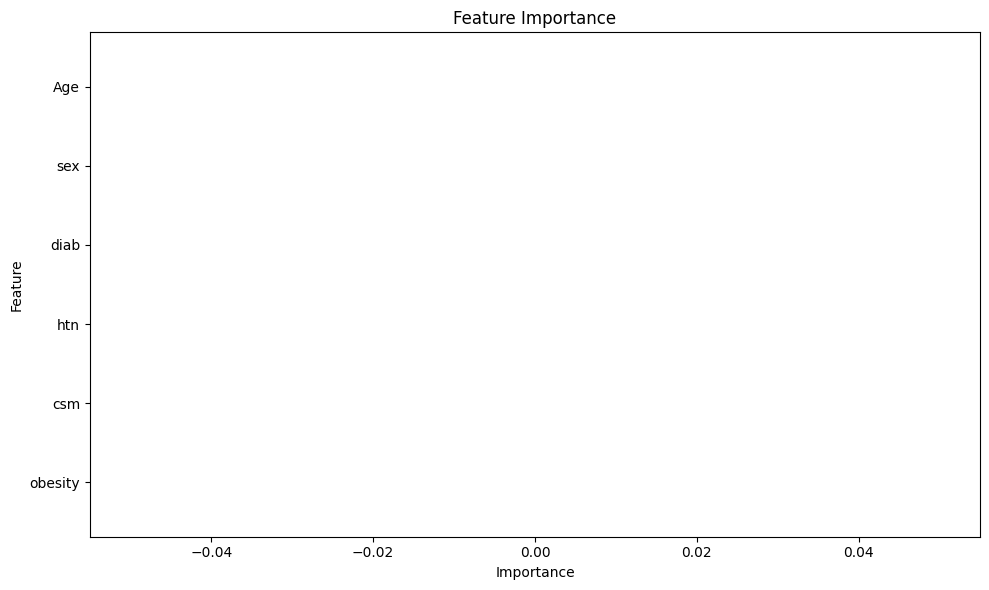 Feature Importance
Age
sex
diab
htn
csm
obesity
Feature
−0.04
−0.02
0.00
0.02
0.04
Importance